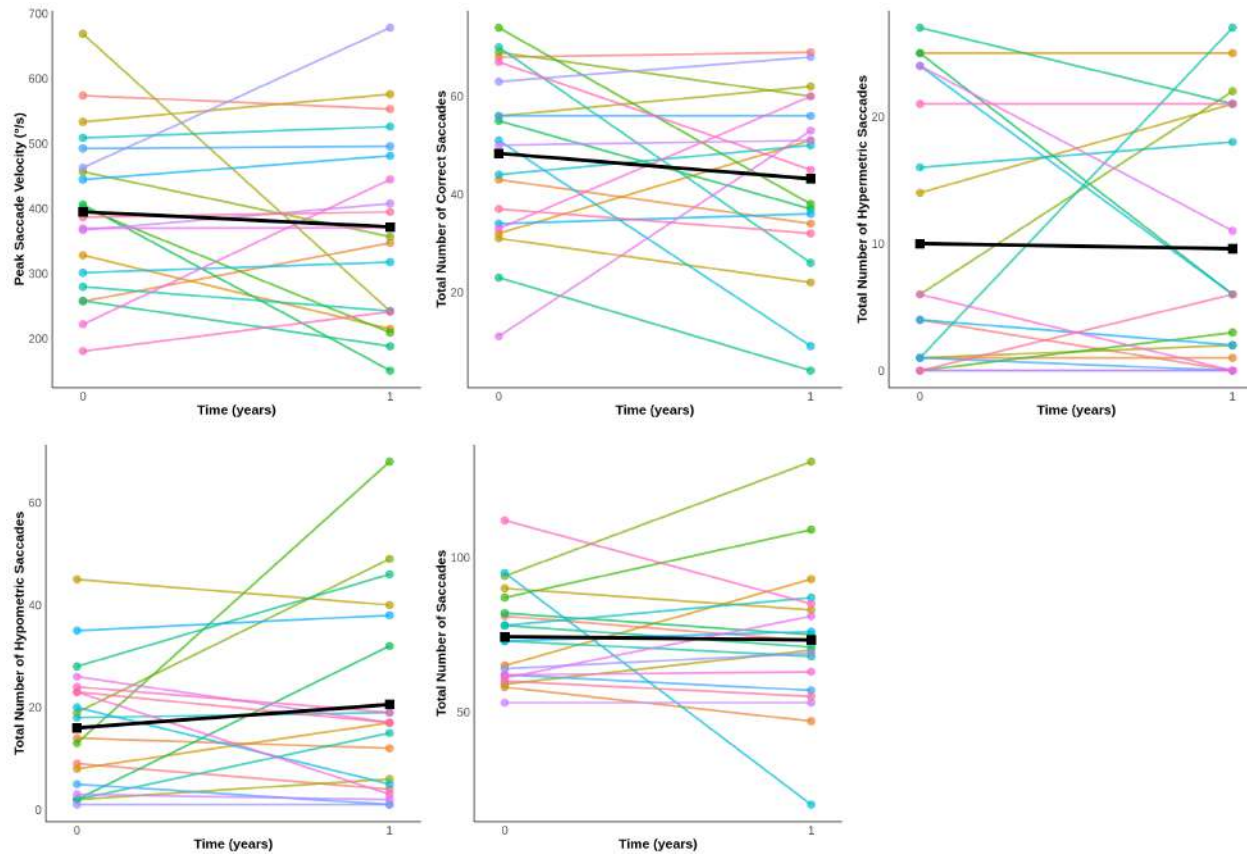 Peak Saccade Velocity (°/s)
700
600
500
400
300
200
0
1
Time (years)
Total Number of Correct Saccades
60
40
20
0
1
Time (years)
Total Number of Hypermetric Saccades
20
10
0
0
1
Time (years)
Total Number of Hypometric Saccades
60
40
20
0
0
1
Time (years)
Total Number of Saccades
100
50
0
1
Time (years)